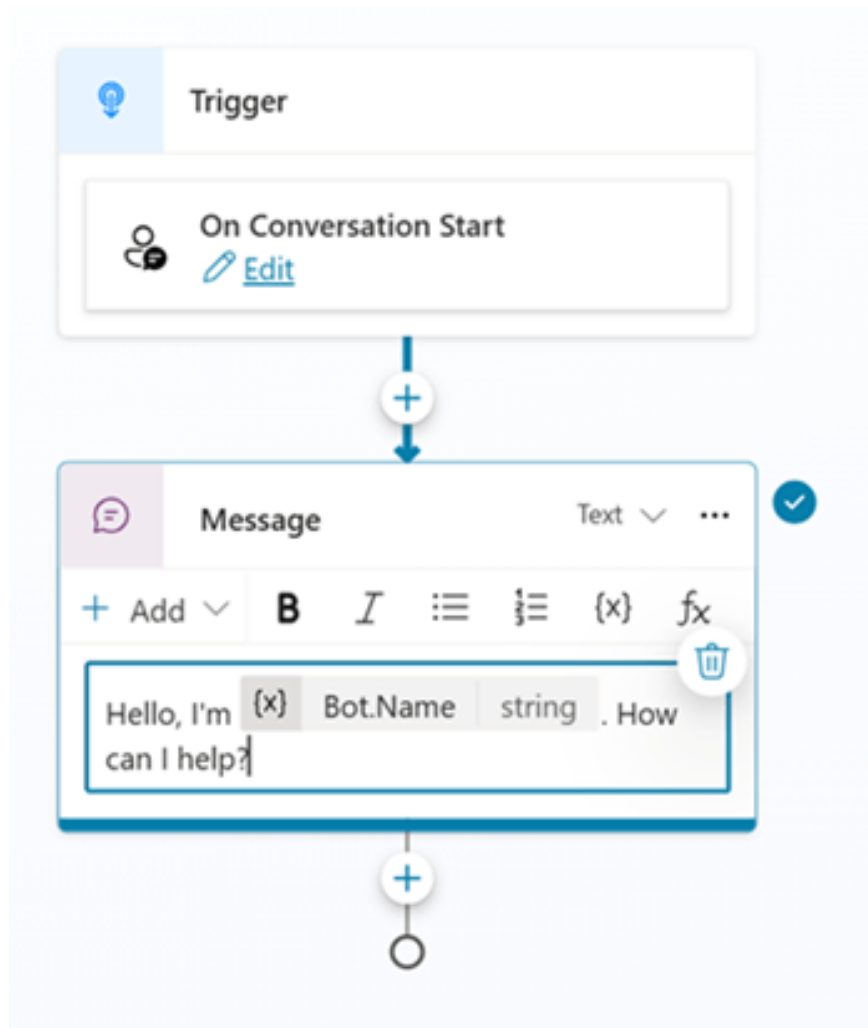 Trigger
On Conversation Start
Edit
Message
Text
Add
B
I
{x}
fx
Hello, I'm {x} Bot.Name string . How
can I help?